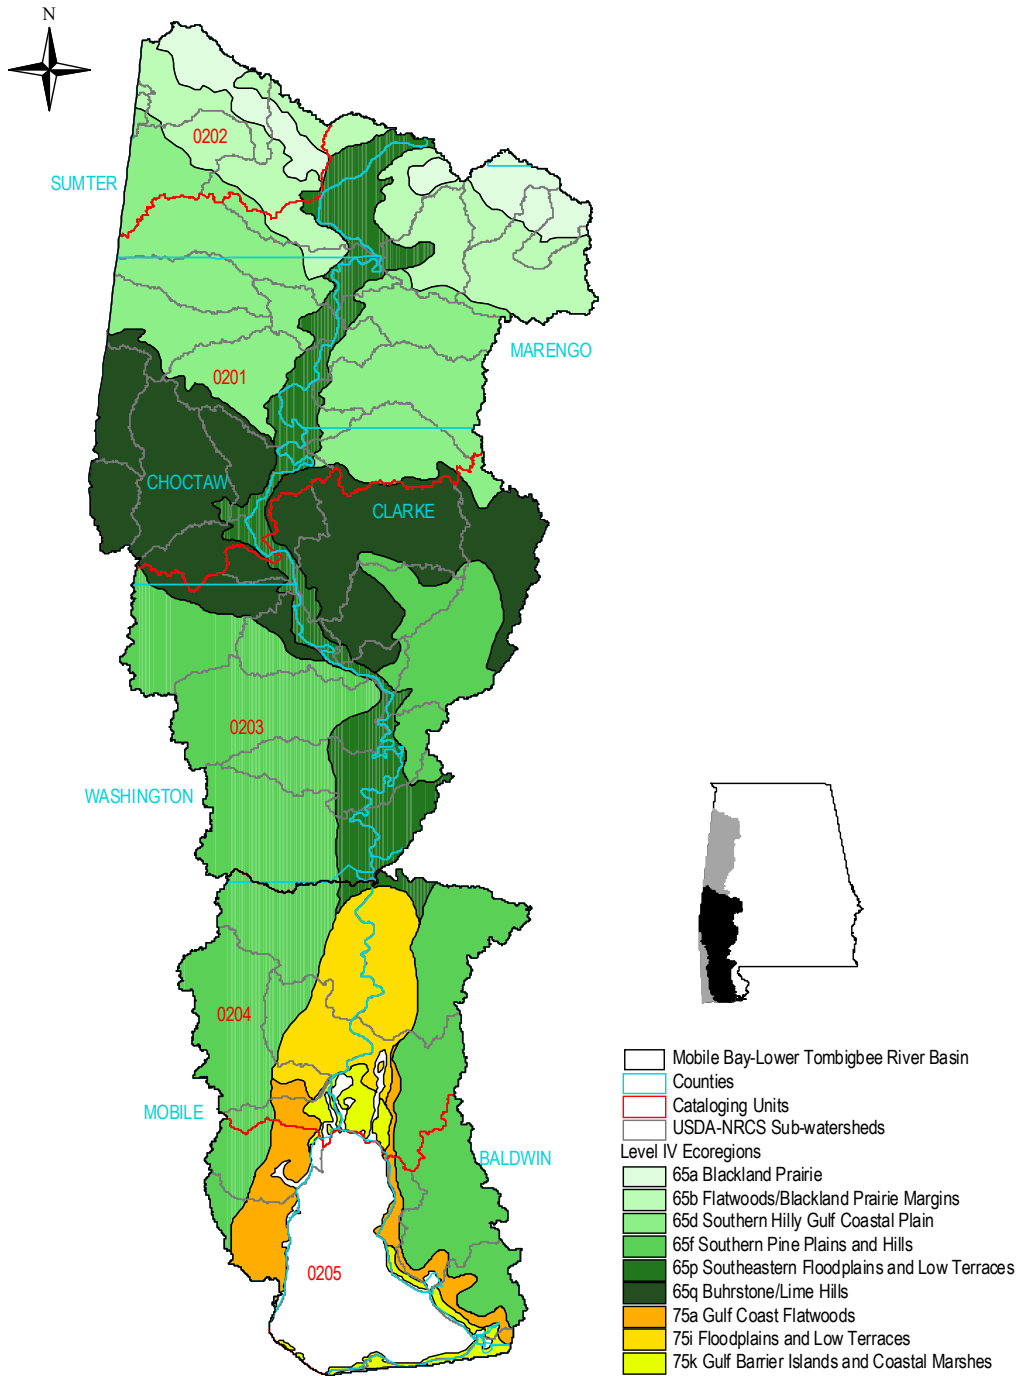 N
0202
SUMTER
MARENGO
0201
CHOCTAW
CLARKE
0203
WASHINGTON
0204
MOBILE
BALDWIN
0205
Mobile Bay-Lower Tombigbee River Basin
Counties
Cataloging Units
USDA-NRCS Sub-watersheds
Level IV Ecoregions
65a Blackland Prairie
65b Flatwoods/Blackland Prairie Margins
65d Southern Hilly Gulf Coastal Plain
65f Southern Pine Plains and Hills
65p Southeastern Floodplains and Low Terraces
65q Buhrstone/Lime Hills
75a Gulf Coast Flatwoods
75i Floodplains and Low Terraces
75k Gulf Barrier Islands and Coastal Marshes